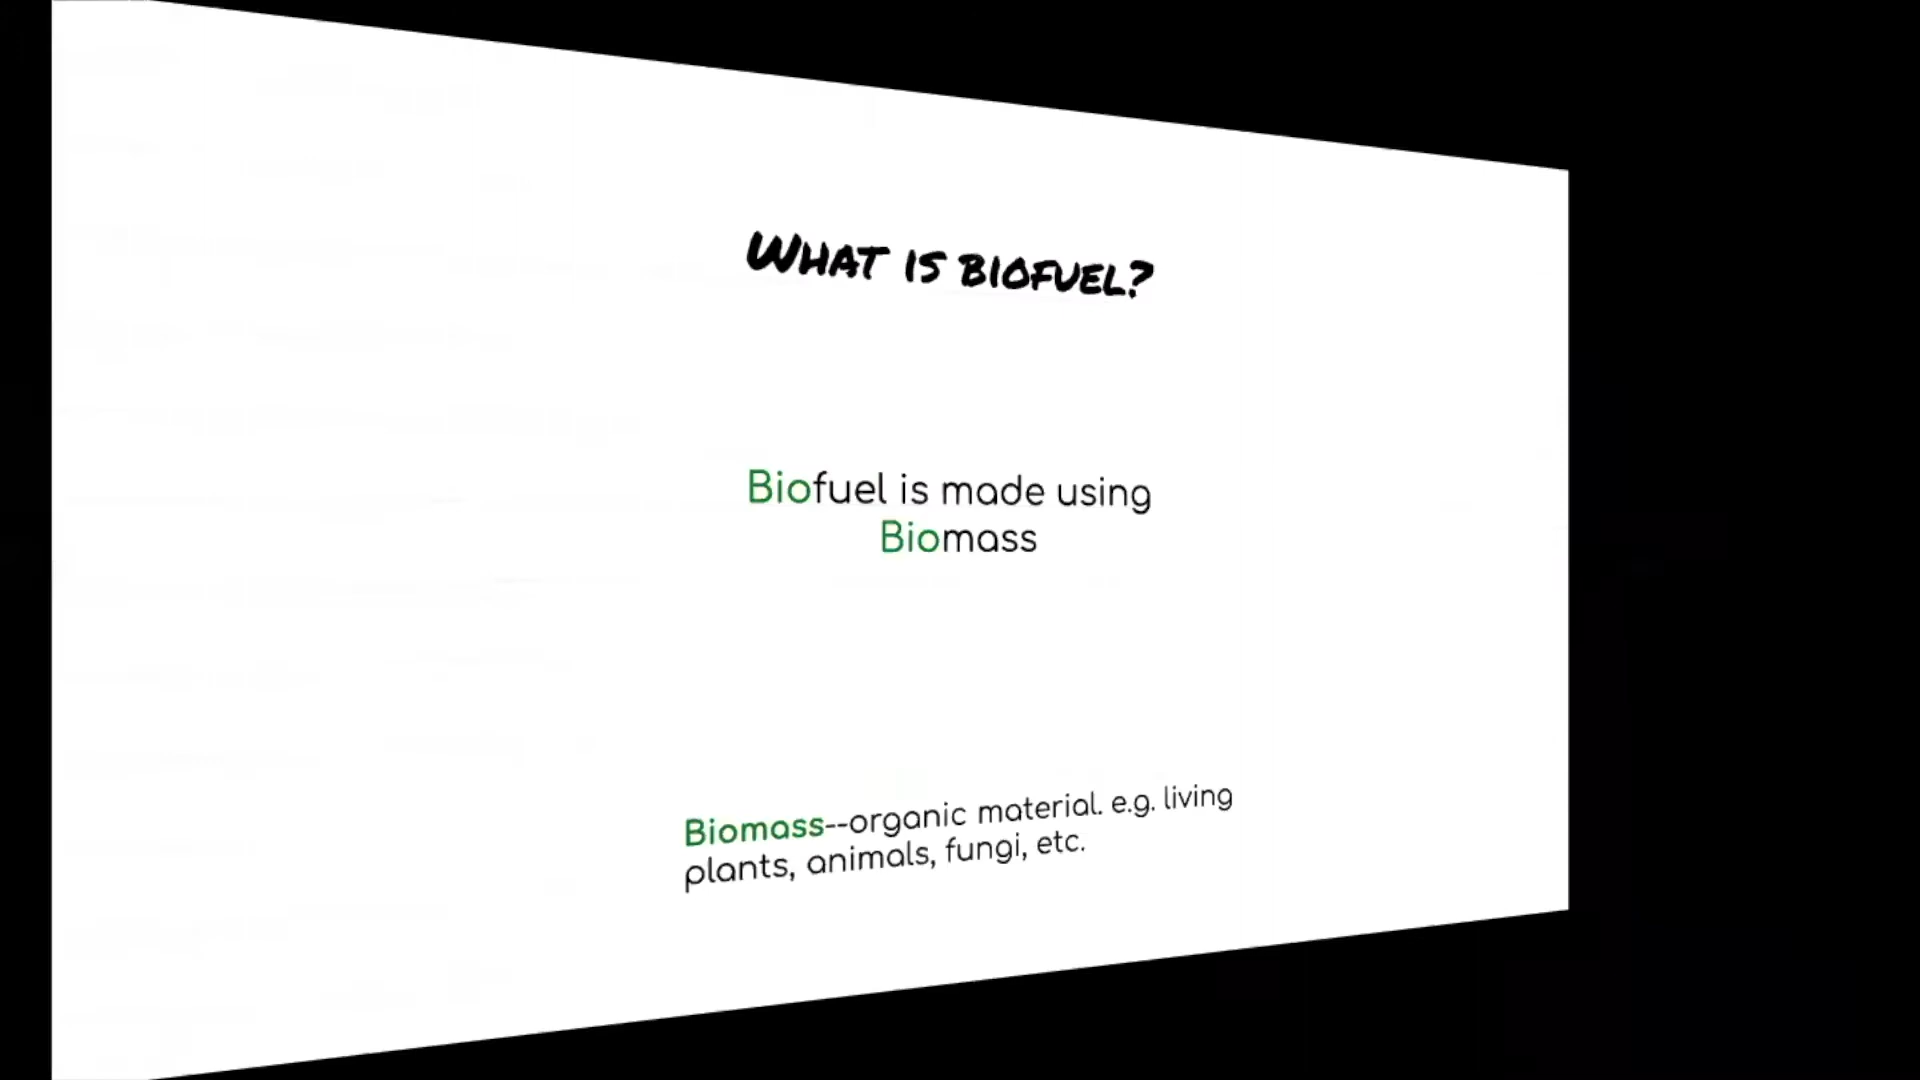 What is biofuel?
Biofuel is made using
Biomass
Biomass--organic material. e.g. living
plants, animals, fungi, etc.